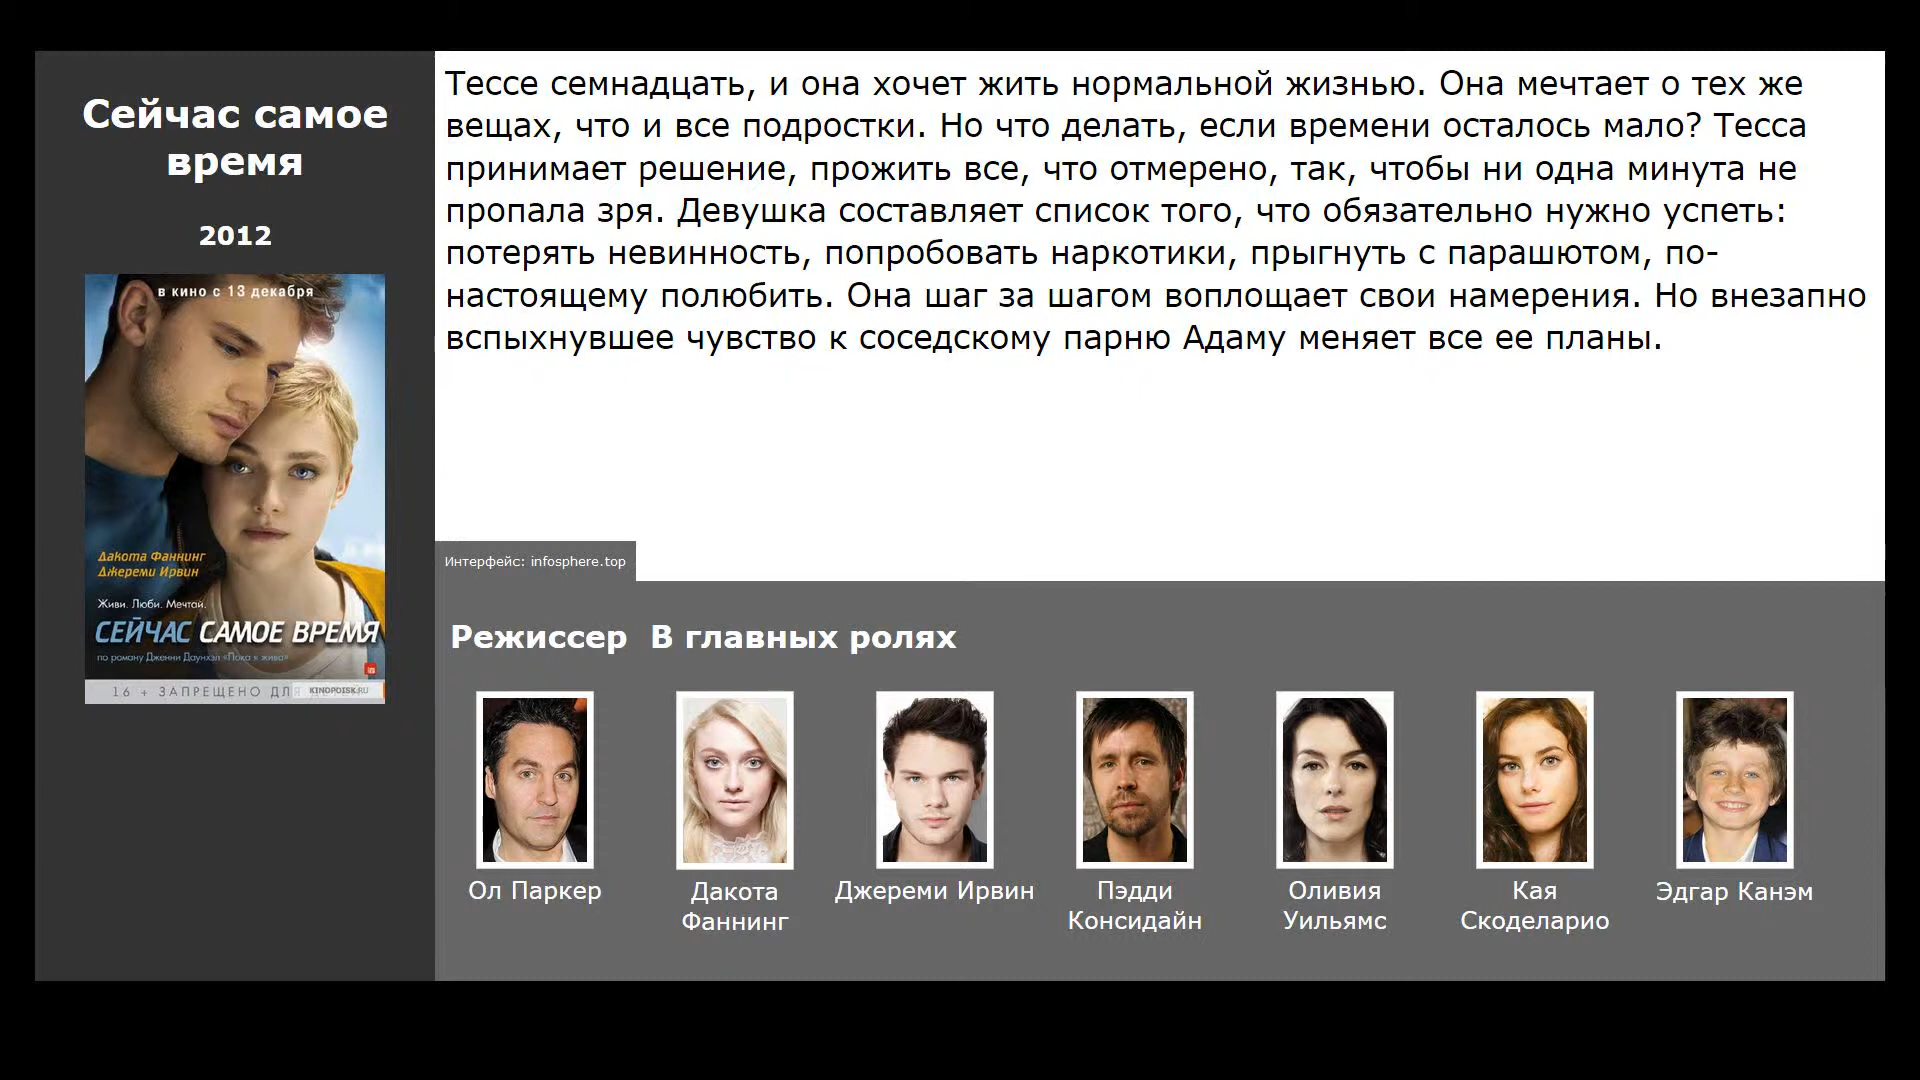 Сейчас самое
время
2012
в кино с 13 декабря
Дакота Фаннинг
Джереми Ирвин
Живи. Люби. Мечтай.
СЕЙЧАС САМОЕ ВРЕМЯ
по роману Дженни Даунхэл «Пока я жива»
16 + ЗАПРЕЩЕНО ДЛЯ
KINOPOISK.RU
Тессе семнадцать, и она хочет жить нормальной жизнью. Она мечтает о тех же
вещах, что и все подростки. Но что делать, если времени осталось мало? Тесса
принимает решение, прожить все, что отмерено, так, чтобы ни одна минута не
пропала зря. Девушка составляет список того, что обязательно нужно успеть:
потерять невинность, попробовать наркотики, прыгнуть с парашютом, по-
настоящему полюбить. Она шаг за шагом воплощает свои намерения. Но внезапно
вспыхнувшее чувство к соседскому парню Адаму меняет все ее планы.
Интерфейс: infosphere.top
Режиссер В главных ролях
Ол Паркер
Дакота
Фаннинг
Джереми Ирвин
Пэдди
Консидайн
Оливия
Уильямс
Кая
Скоделарио
Эдгар Канэм